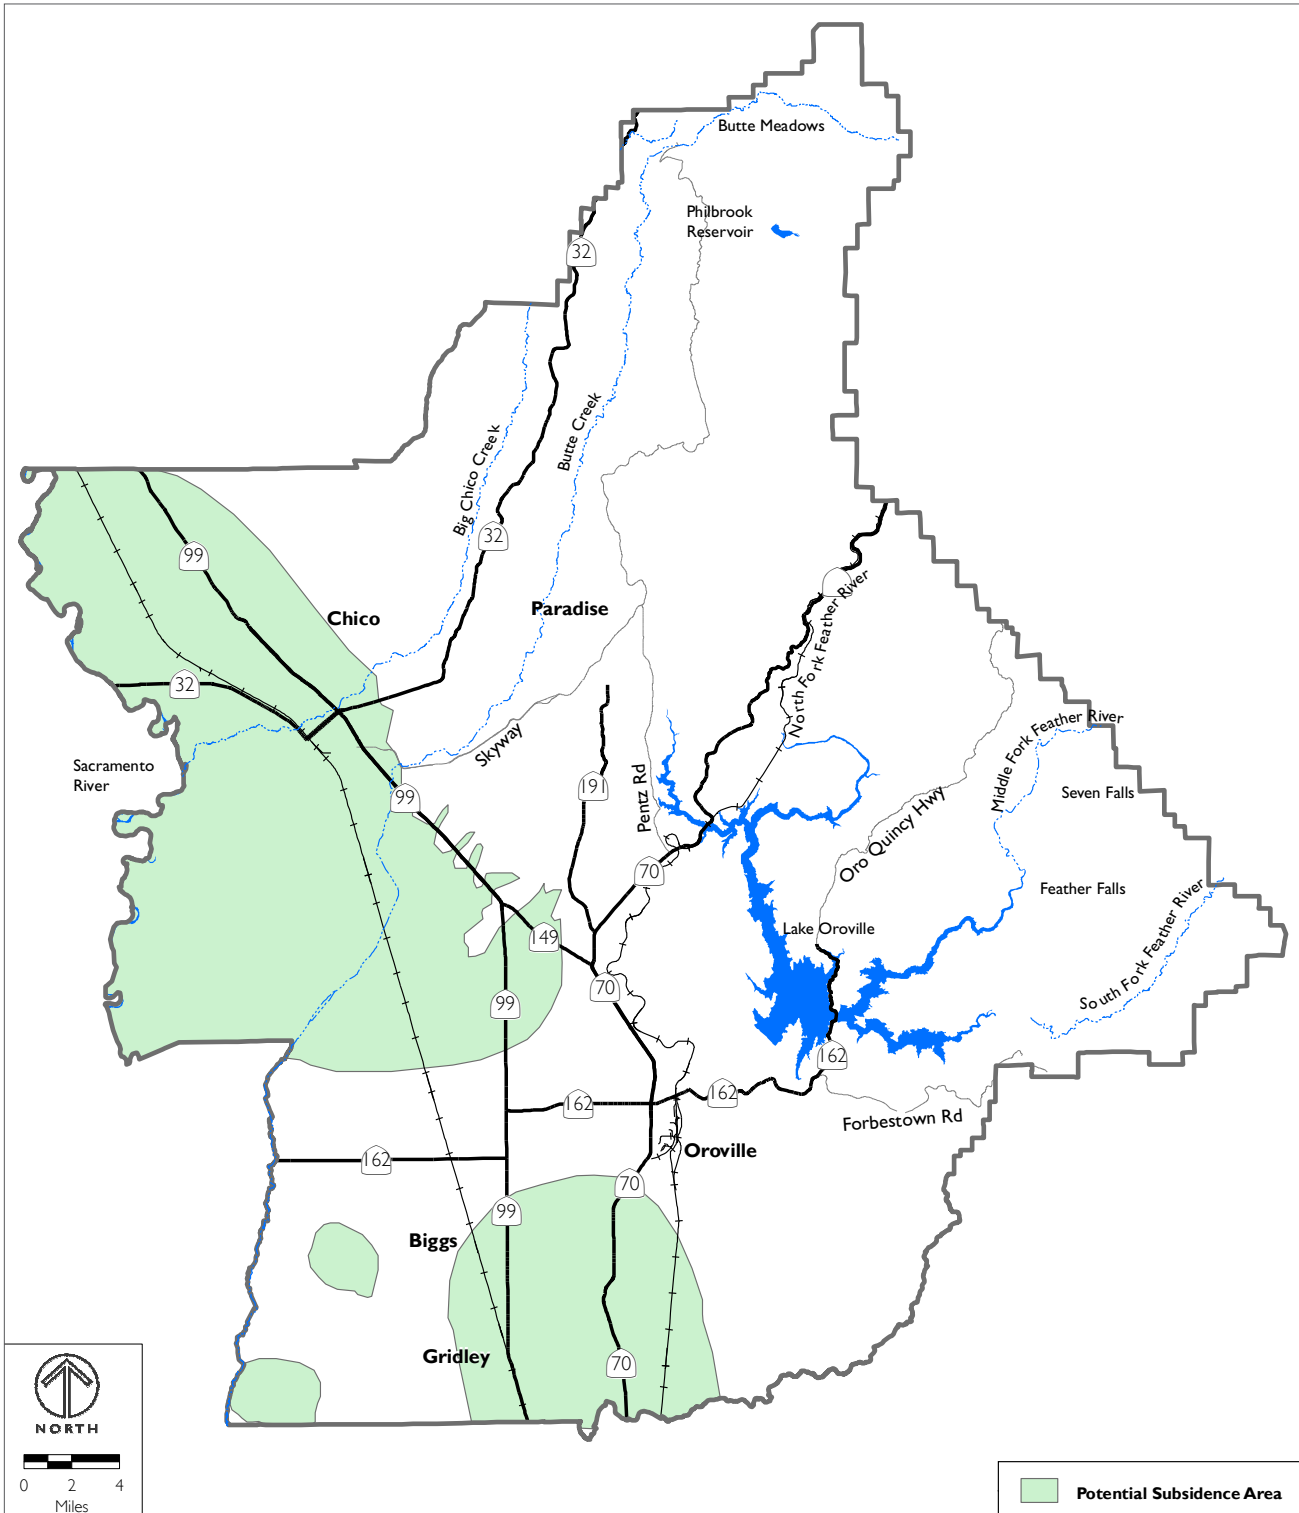 Butte Meadows
Philbrook
Reservoir
32
Big Chico Creek
Butte Creek
32
99
Chico
Paradise
North Fork Feather River
32
Skyway
Sacramento
River
99
191
Pentz Rd
Middle Fork Feather River
Seven Falls
Oro Quincy Hwy
70
Feather Falls
South Fork Feather River
Lake Oroville
149
70
99
162
162
162
Forbestown Rd
Oroville
162
70
99
Biggs
Gridley
70
NORTH
0 2 4
Miles
Potential Subsidence Area